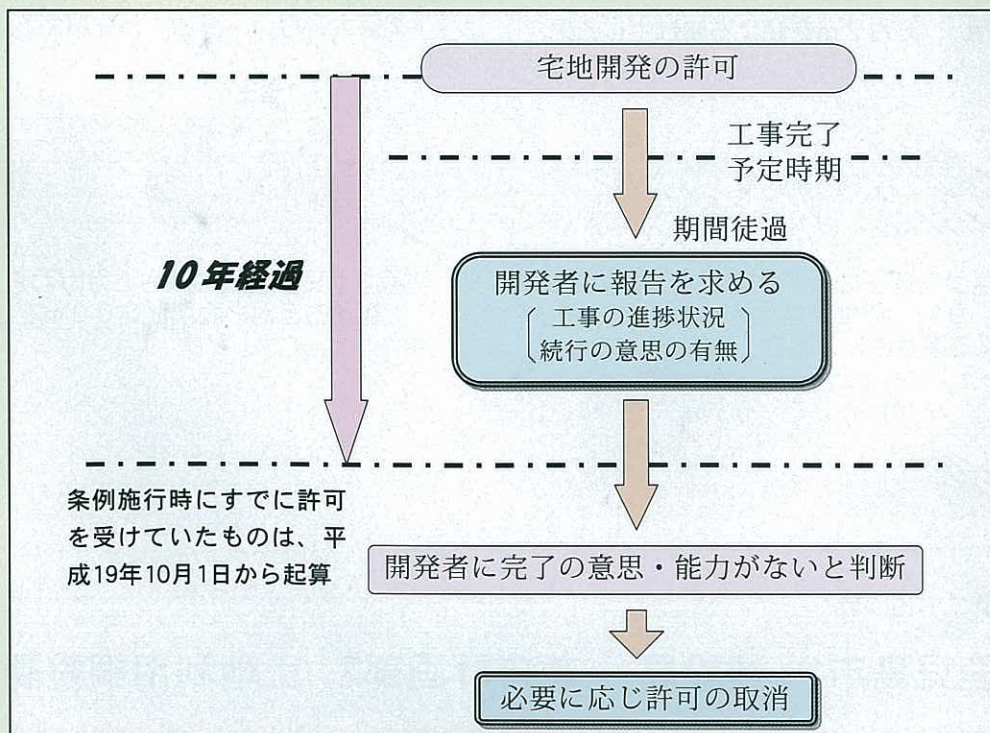 宅地開発の許可
工事完了
予定時期
期間徒過
10年経過
開発者に報告を求める
工事の進捗状況
続行の意思の有無
条例施行時にすでに許可
を受けていたものは、平
成19年10月1日から起算
開発者に完了の意思・能力がないと判断
必要に応じ許可の取消